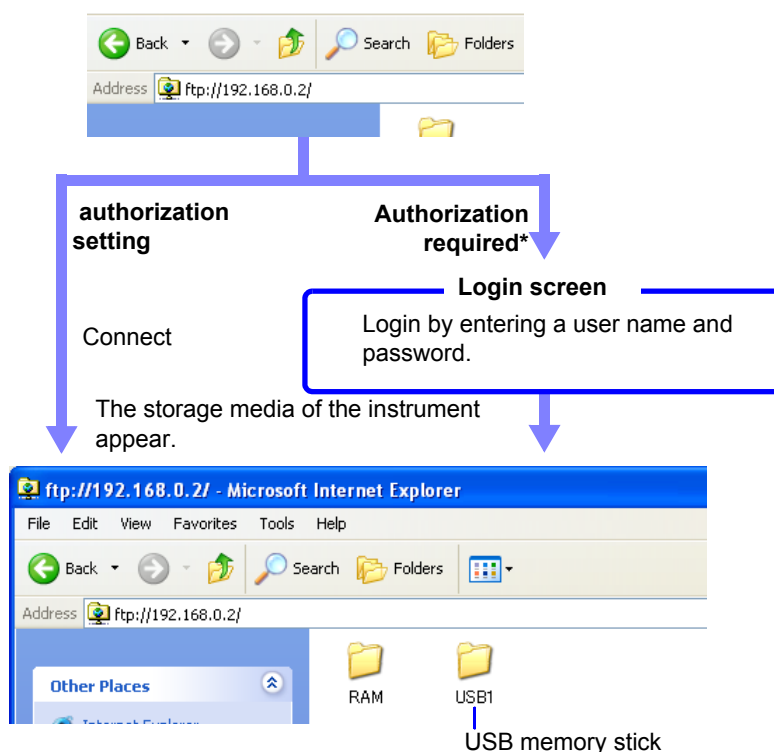 Back Search Folders
Address ftp://192.168.0.2/
authorization
setting
Authorization
required*
Login screen
Login by entering a user name and
password.
Connect
The storage media of the instrument
appear.
ftp://192.168.0.2/ - Microsoft Internet Explorer
File Edit View Favorites Tools Help
Back Search Folders
Address ftp://192.168.0.2/
Other Places
RAM USB1
Internet Explorer
USB memory stick